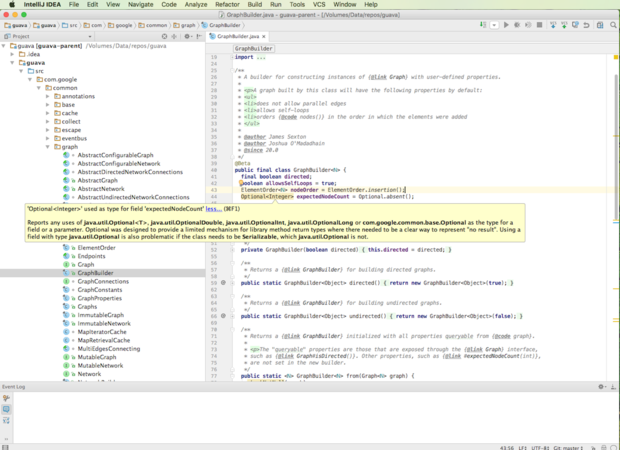 IntelliJ IDEA File Edit View Navigate Code Analyze Refactor Build Run Tools VCS Window Help
GraphBuilder.java - guava-parent - [/Volumes/Data/repos/guava]
guava guava src com google common graph GraphBuilder
Project
GraphBuilder.java
guava [guava-parent] /Volumes/Data/repos/guava
.idea
guava
src
com.google
common
annotations
base
cache
collect
escape
eventbus
graph
AbstractConfigurableGraph
AbstractConfigurableNetwork
AbstractDirectedNetworkConnections
AbstractGraph
AbstractNetwork
AbstractUndirectedNetworkConnections
ElementOrder
Endpoints
Graph
GraphBuilder
GraphConnections
GraphConstants
GraphProperties
Graphs
ImmutableGraph
ImmutableNetwork
MapIteratorCache
MapRetrievalCache
MultiEdgesConnecting
MutableGraph
MutableNetwork
Network
GraphBuilder
import ...
/**
* A builder for constructing instances of {@link Graph} with user-defined properties.
*
* <p>A graph built by this class will have the following properties by default:
* <ul>
* <li>does not allow parallel edges
* <li>allows self-loops
* <li>orders {@code nodes()} in the order in which the elements were added
* </ul>
*
* @author James Sexton
* @author Joshua O'Madadhain
* @since 20.0
*/
@Beta
public final class GraphBuilder<N> {
final boolean directed;
boolean allowsSelfLoops = true;
ElementOrder<N> nodeOrder = ElementOrder.insertion();
Optional<Integer> expectedNodeCount = Optional.absent();
'Optional<Integer>' used as type for field 'expectedNodeCount' less... (⌘F1)
Reports any uses of java.util.Optional<T>, java.util.OptionalDouble, java.util.OptionalInt, java.util.OptionalLong or com.google.common.base.Optional as the type for a
field or a parameter. Optional was designed to provide a limited mechanism for library method return types where there needed to be a clear way to represent "no result". Using a
field with type java.util.Optional is also problematic if the class needs to be Serializable, which java.util.Optional is not.
private GraphBuilder(boolean directed) { this.directed = directed; }
/**
* Returns a {@link GraphBuilder} for building directed graphs.
*/
public static GraphBuilder<Object> directed() { return new GraphBuilder<Object>(true); }
/**
* Returns a {@link GraphBuilder} for building undirected graphs.
*/
public static GraphBuilder<Object> undirected() { return new GraphBuilder<Object>(false); }
/**
* Returns a {@link GraphBuilder} initialized with all properties queryable from {@code graph}.
*
* <p>The "queryable" properties are those that are exposed through the {@link Graph} interface,
* such as {@link Graph#isDirected()}. Other properties, such as {@link #expectedNodeCount(int)},
* are not set in the new builder.
*/
public static <N> GraphBuilder<N> from(Graph<N> graph) {
Event Log
43:56 LF UTF-8 Git: master